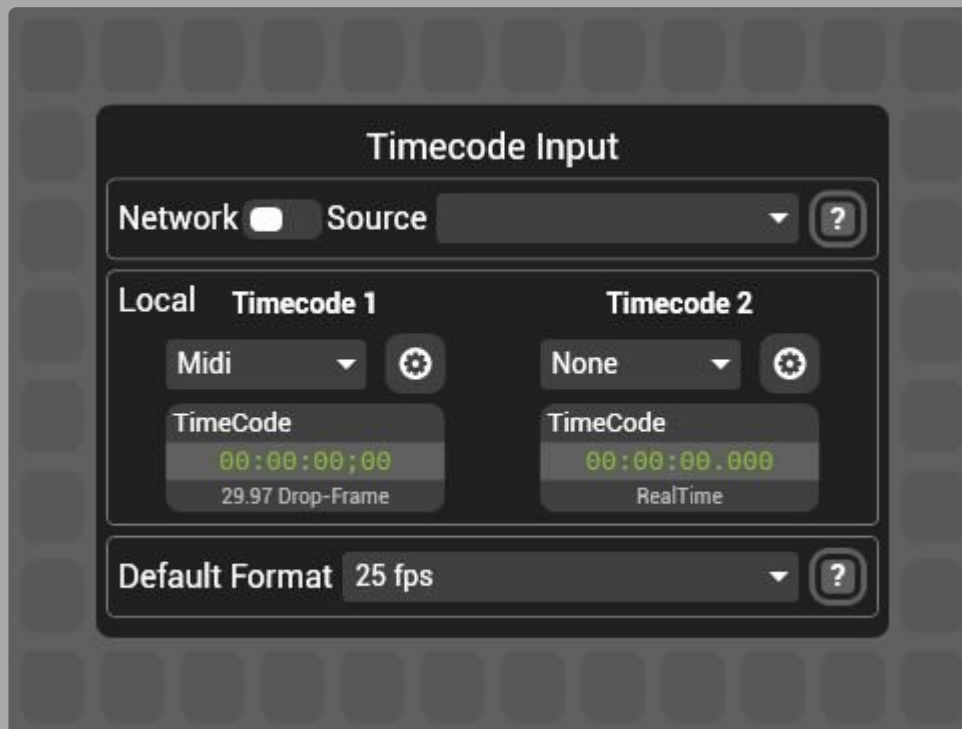 Timecode Input
Network Source ?
Local Timecode 1 Timecode 2
Midi None
TimeCode TimeCode
00:00:00;00 00:00:00.000
29.97 Drop-Frame RealTime
Default Format 25 fps ?